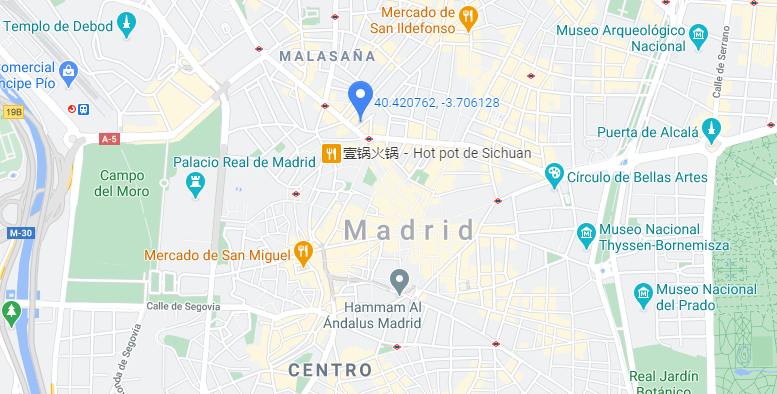 Templo de Debod
Mercado de
San Ildefonso
Museo Arqueológico
Nacional
Calle de Serrano
MALASAÑA
Comercial
ncipe Pío
40.420762, -3.706128
19B
A-5
Puerta de Alcalá
壹锅火锅 - Hot pot de Sichuan
Palacio Real de Madrid
Campo
del Moro
Círculo de Bellas Artes
M-30
Madrid
Museo Nacional
Thyssen-Bornemisza
Mercado de San Miguel
Museo Nacional
del Prado
Calle de Segovia
Hammam Al
Ándalus Madrid
onda de Segovia
CENTRO
Real Jardín
Botánico